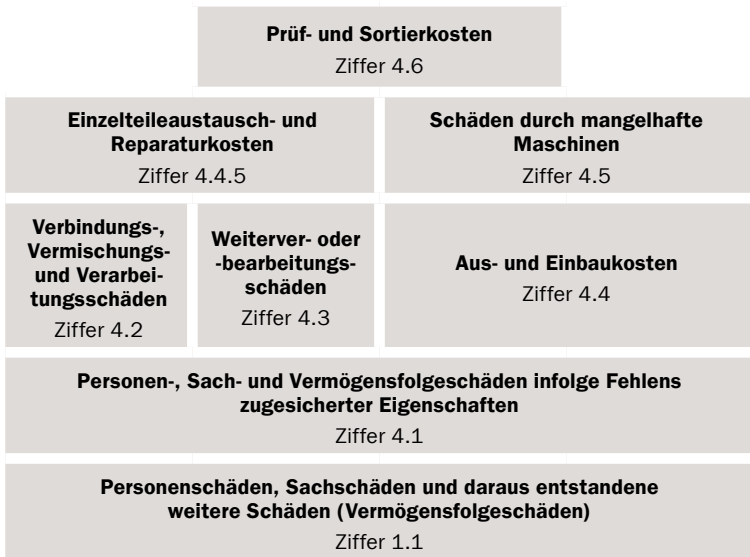 Prüf- und Sortierkosten
Ziffer 4.6
Einzelteileaustausch- und
Reparaturkosten
Ziffer 4.4.5
Schäden durch mangelhafte
Maschinen
Ziffer 4.5
Verbindungs-,
Vermischungs-
und Verarbei-
tungsschäden
Ziffer 4.2
Weiterver- oder
-bearbeitungs-
schäden
Ziffer 4.3
Aus- und Einbaukosten
Ziffer 4.4
Personen-, Sach- und Vermögensfolgeschäden infolge Fehlens
zugesicherter Eigenschaften
Ziffer 4.1
Personenschäden, Sachschäden und daraus entstandene
weitere Schäden (Vermögensfolgeschäden)
Ziffer 1.1